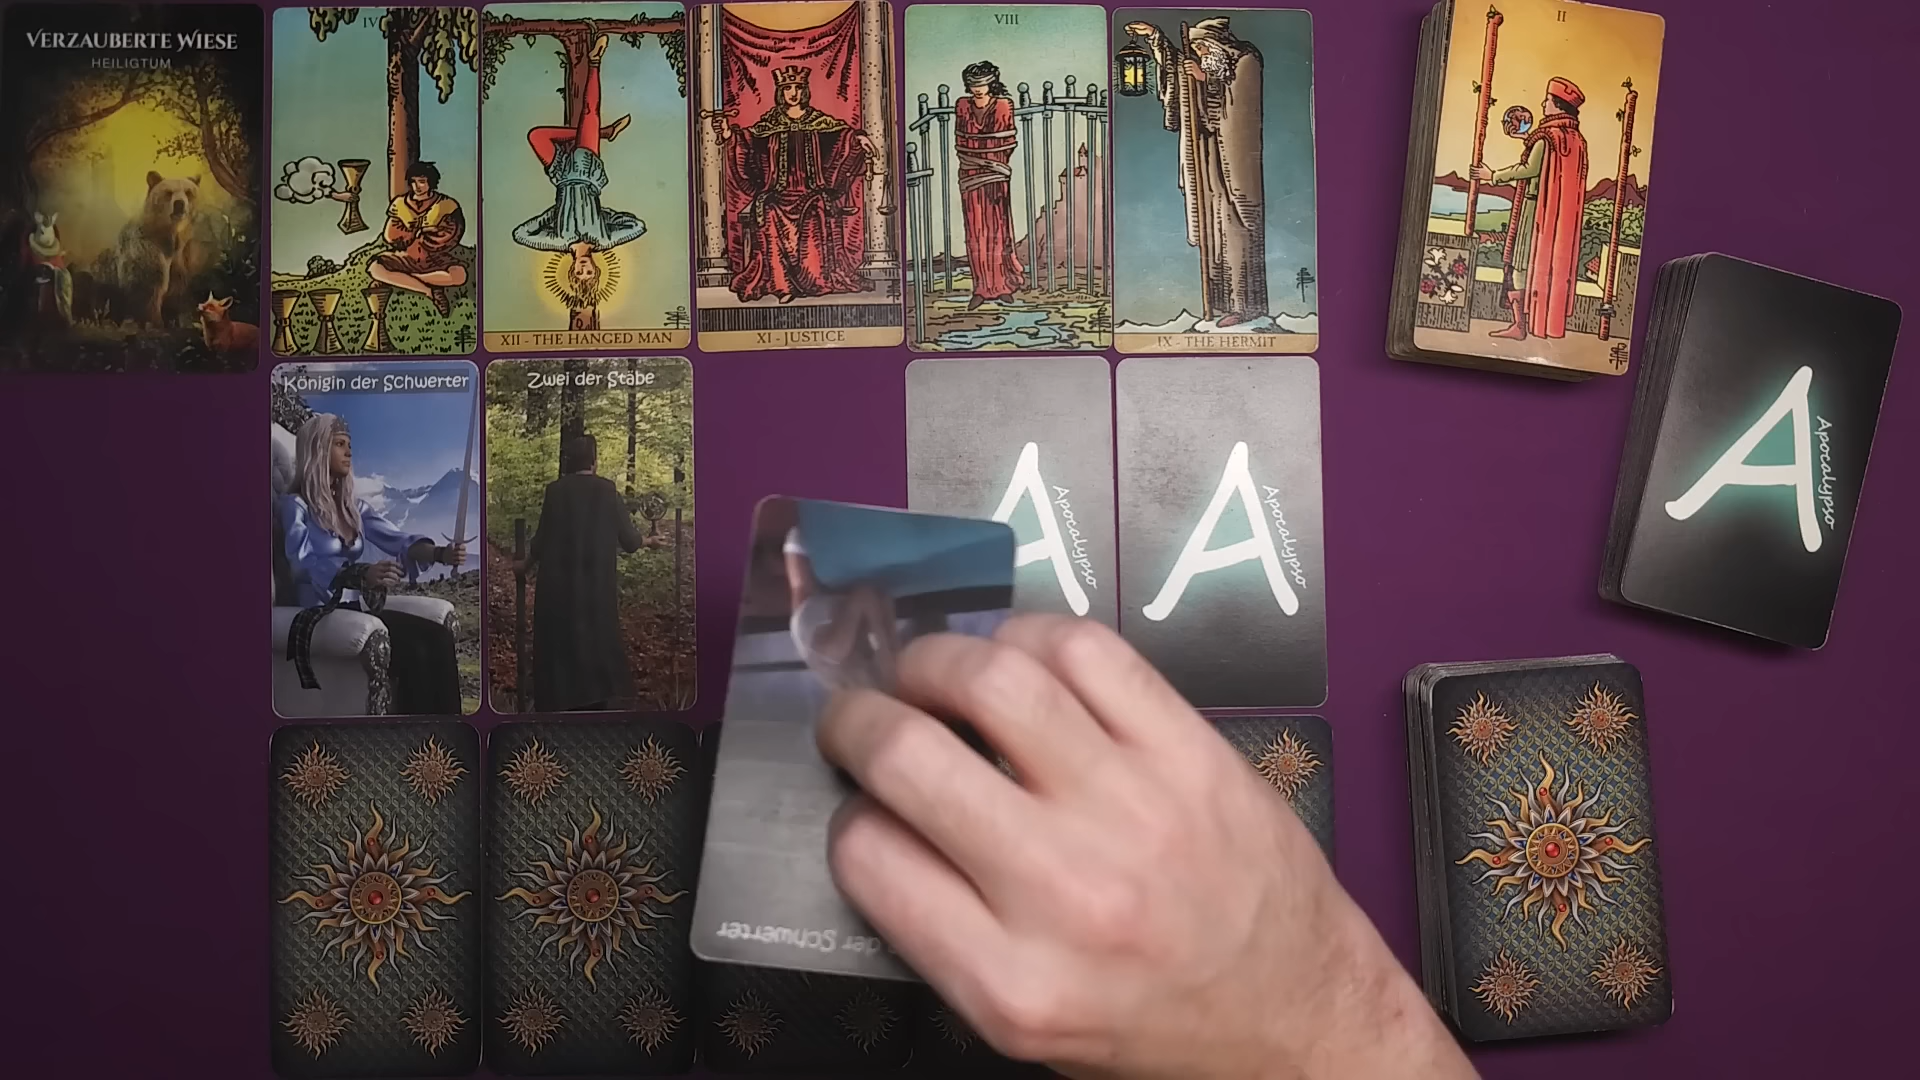 VERZAUBERTE WIESE
HEILIGTUM
IV
XII - THE HANGED MAN
XI - JUSTICE
VIII
IX - THE HERMIT
II
Königin der Schwerter
Zwei der Stäbe
A
Apocalypso
A
Apocalypso
A
Apocalypso
der Schwerter